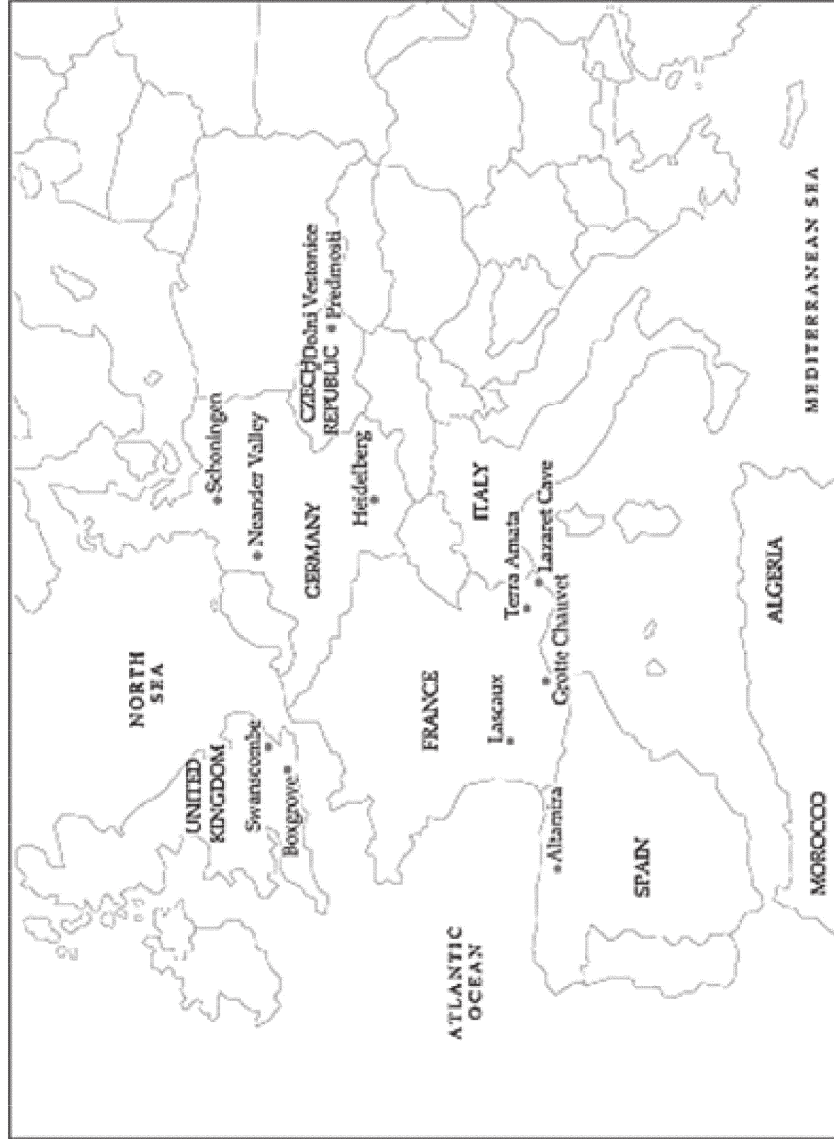 NORTH
SEA
UNITED
KINGDOM
Swanscombe
Boxgrove
Schoningen
Neander Valley
GERMANY
CZECH
REPUBLIC
Dolni Vestonice
Predmosti
Heidelberg
ATLANTIC
OCEAN
FRANCE
Lascaux
ITALY
Terra Amata
Lazaret Cave
Grotte Chauvet
Altamira
SPAIN
MOROCCO
ALGERIA
MEDITERRANEAN SEA